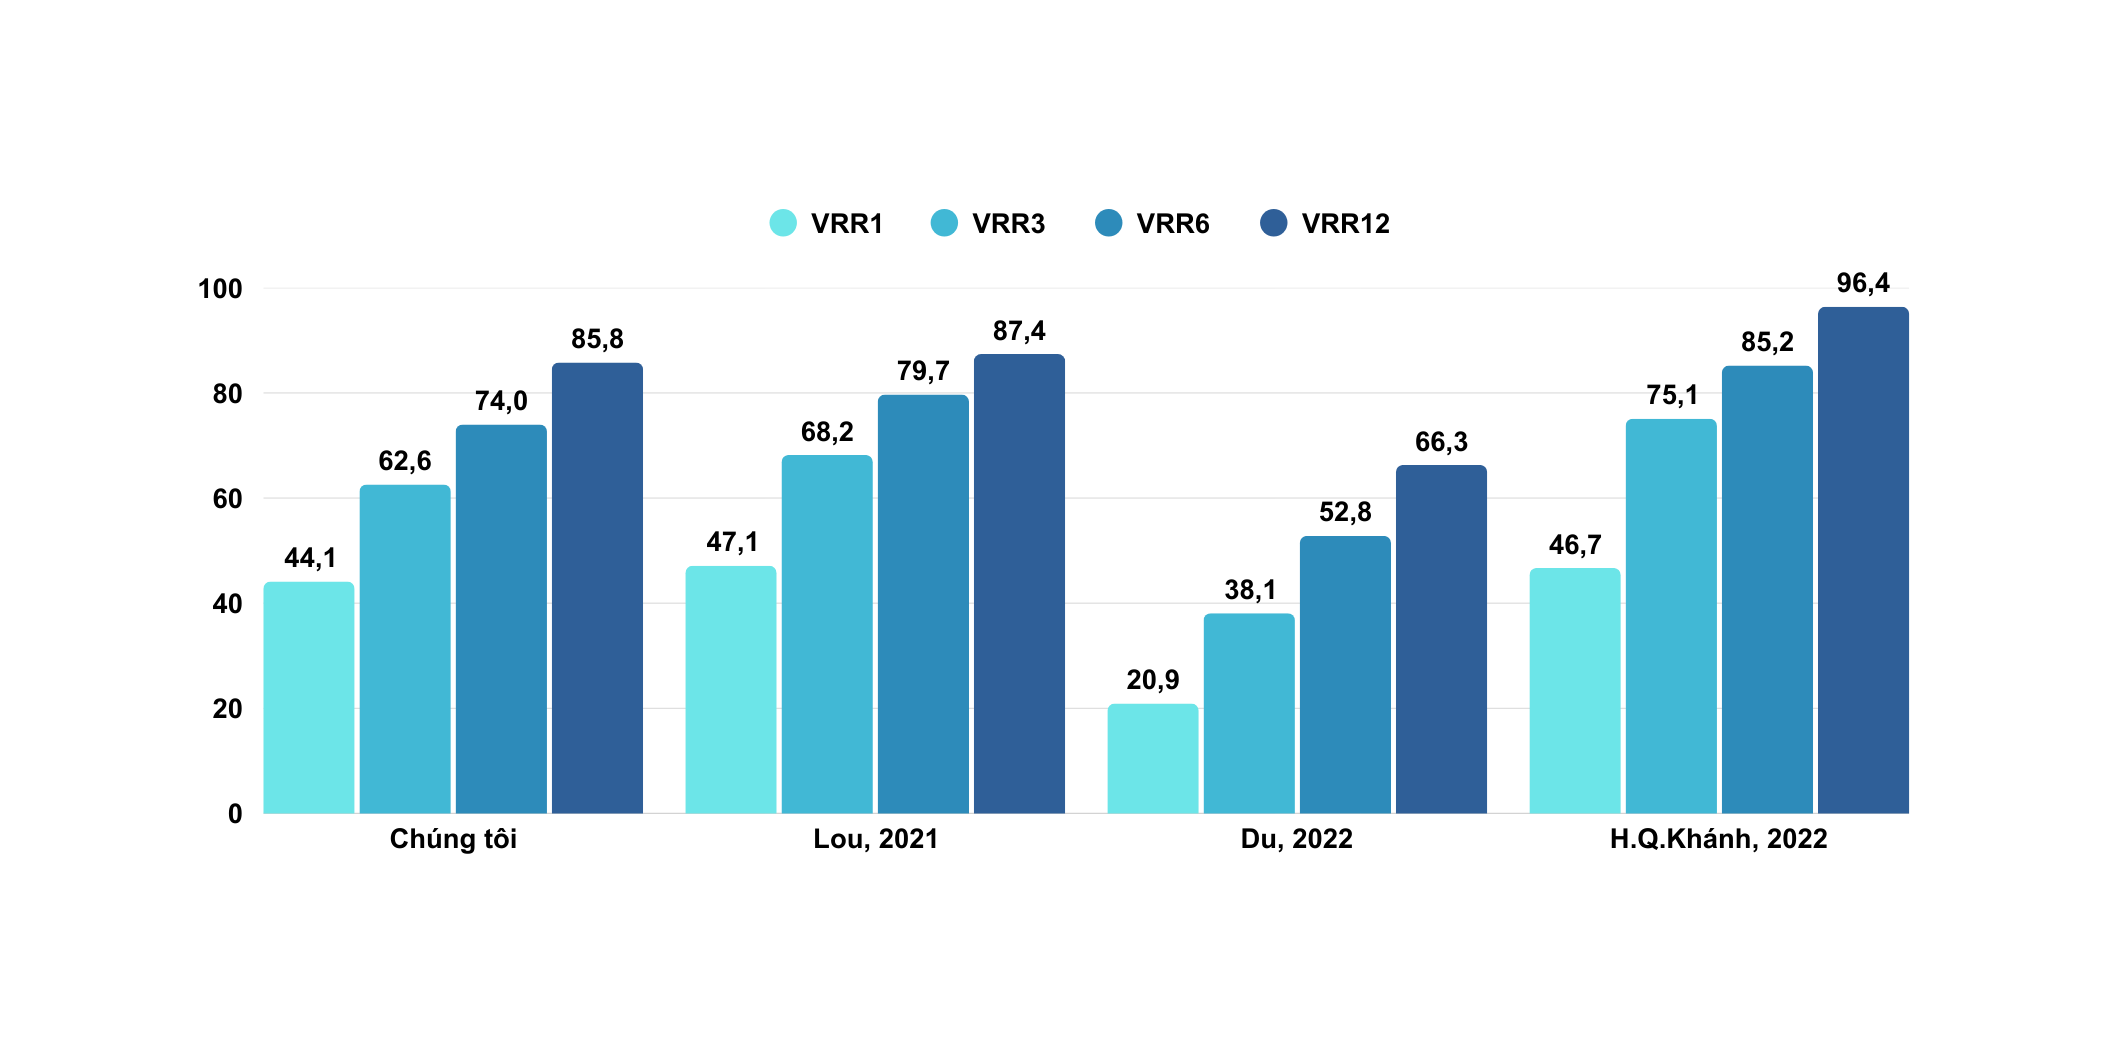 VRR1 VRR3 VRR6 VRR12
100
80
60
40
20
0
44,1 62,6 74,0 85,8
47,1 68,2 79,7 87,4
20,9 38,1 52,8 66,3
46,7 75,1 85,2 96,4
Chúng tôi Lou, 2021 Du, 2022 H.Q.Khánh, 2022